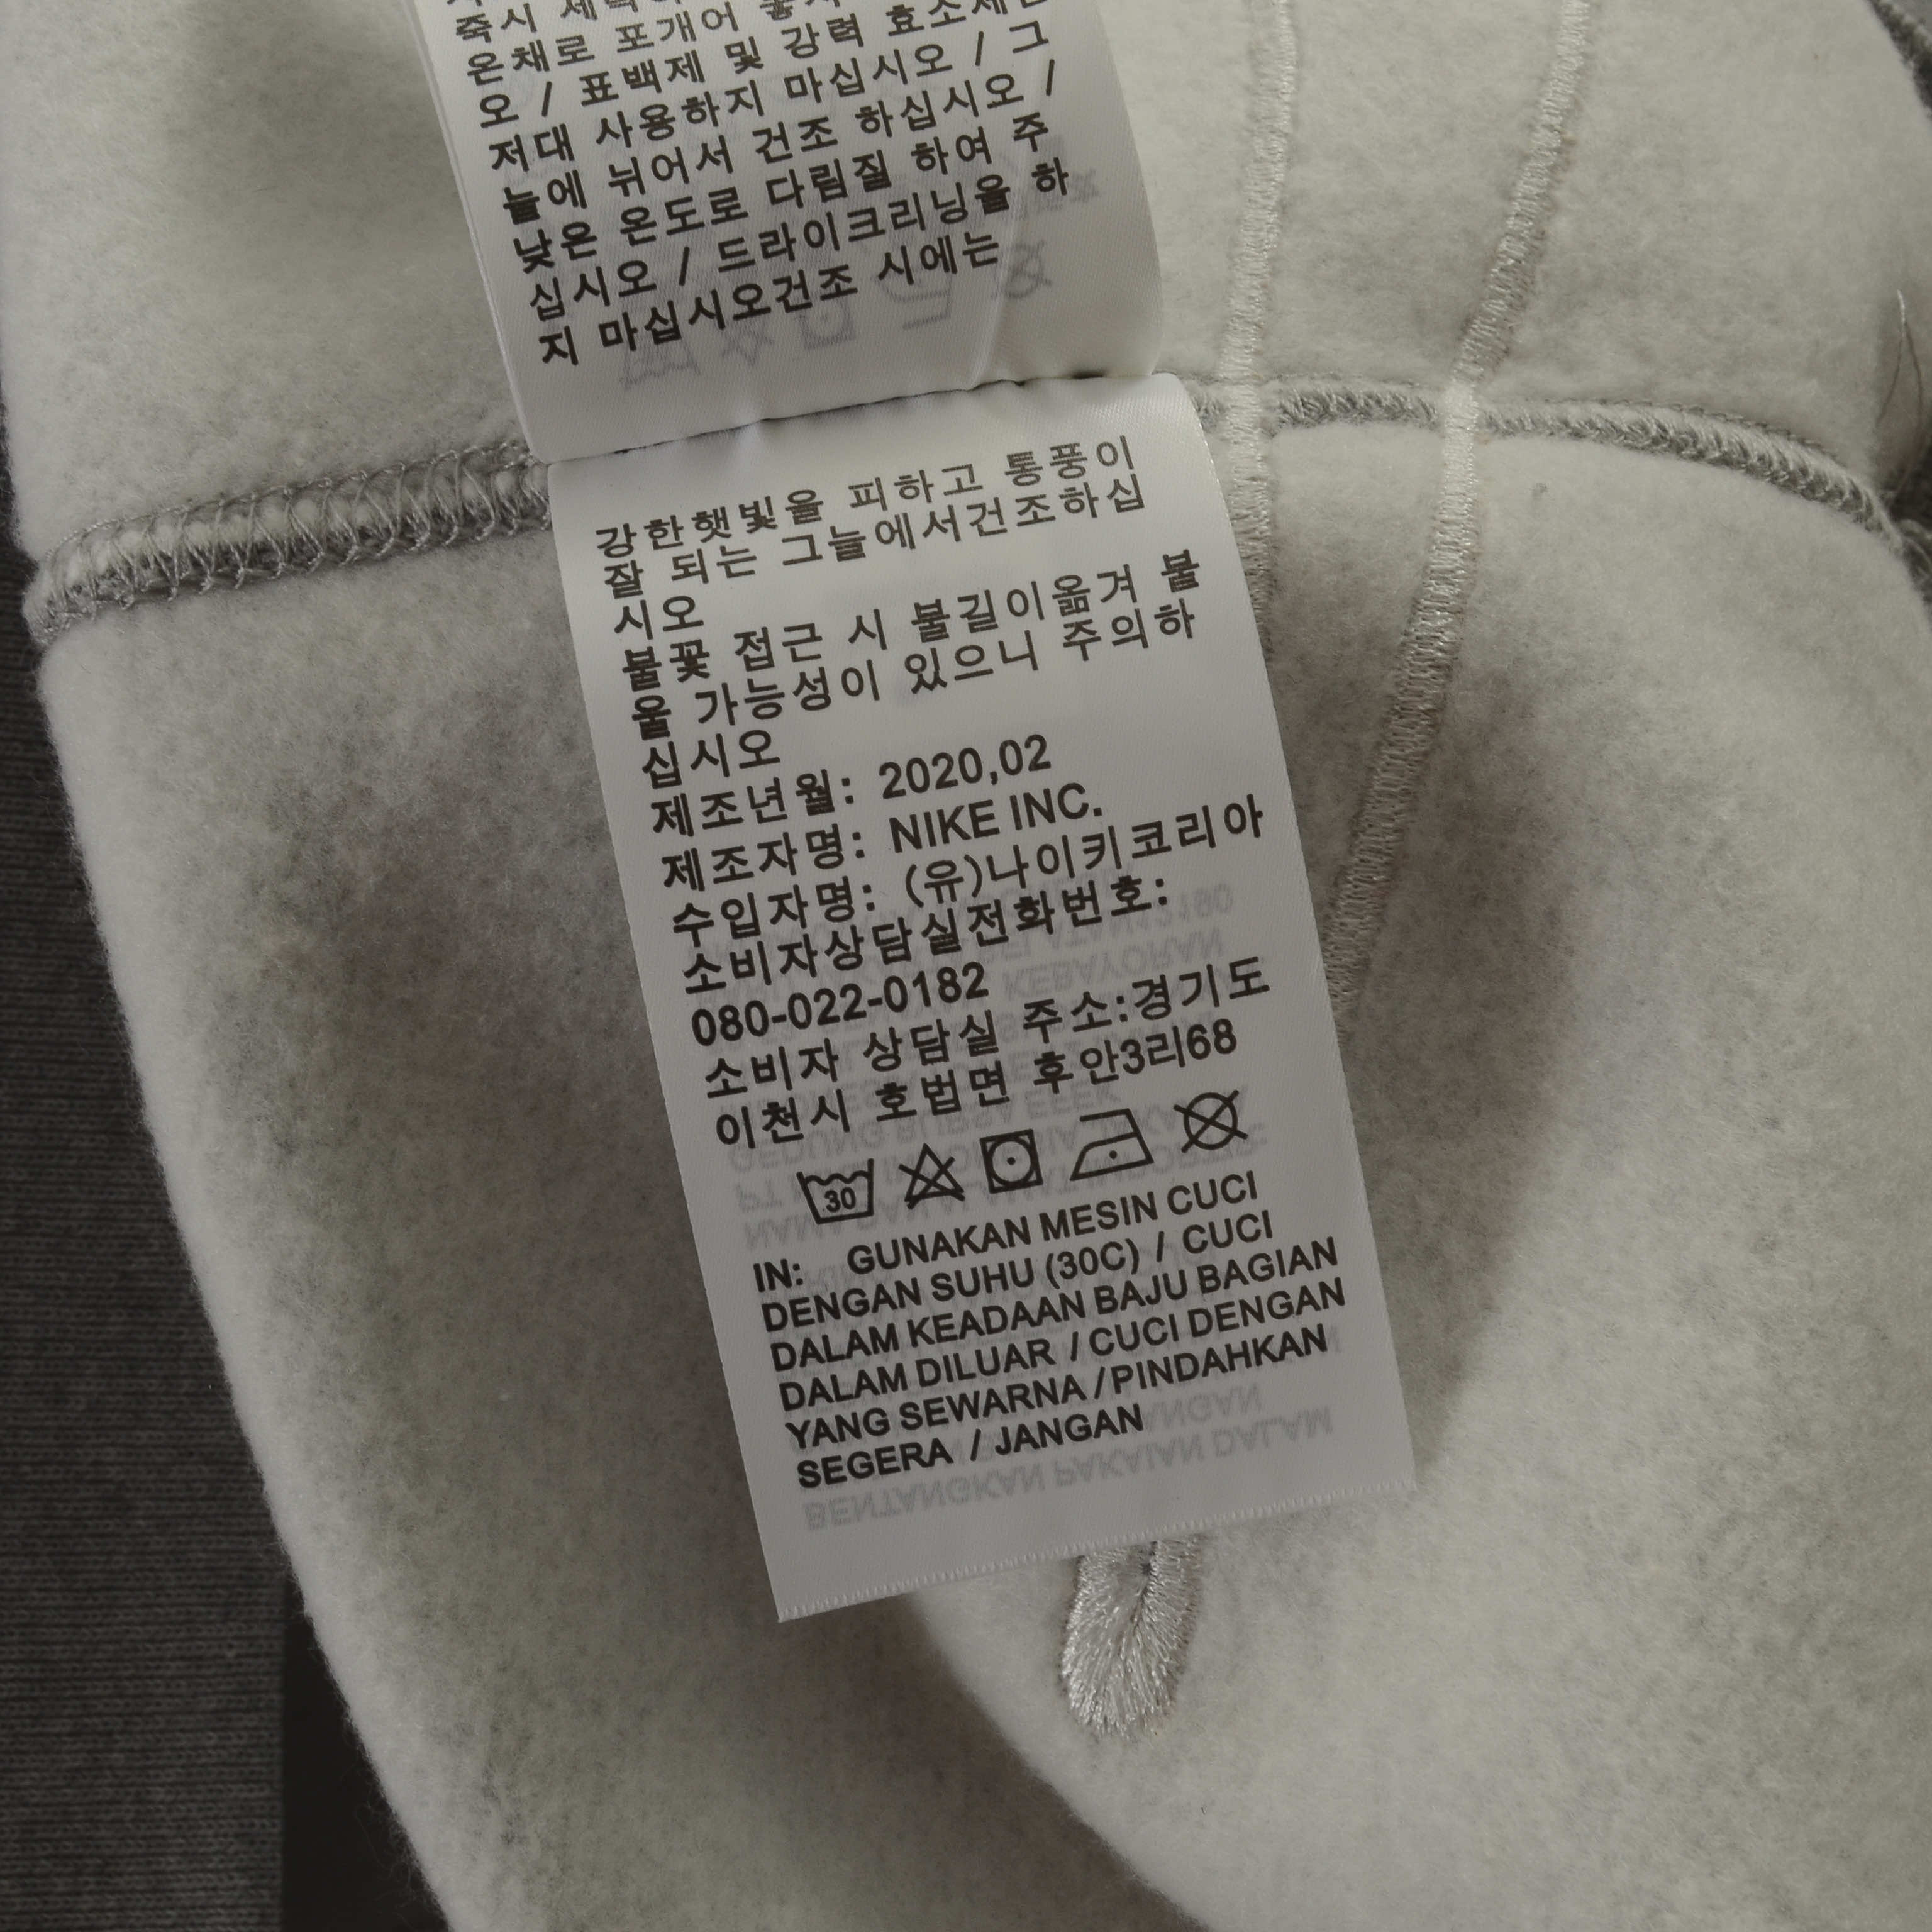 즉시
온채로 포개어
오 / 표백제 및 강력 효소세
저대 사용하지 마십시오 / 그
늘에 뉘어서 건조 하십시오 /
낮은 온도로 다림질 하여 주
십시오 / 드라이크리닝을 하
지 마십시오건조 시에는
강한햇빛을 피하고 통풍이
잘 되는 그늘에서건조하십
시오
불꽃 접근 시 불길이옮겨 붙
을 가능성이 있으니 주의하
십시오
제조년월: 2020,02
제조자명: NIKE INC.
수입자명: (유)나이키코리아
소비자상담실전화번호:
080-022-0182
소비자 상담실 주소:경기도
이천시 호법면 후안3리68
30
IN: GUNAKAN MESIN CUCI
DENGAN SUHU (30C) / CUCI
DALAM KEADAAN BAJU BAGIAN
DALAM DILUAR / CUCI DENGAN
YANG SEWARNA / PINDAHKAN
SEGERA / JANGAN